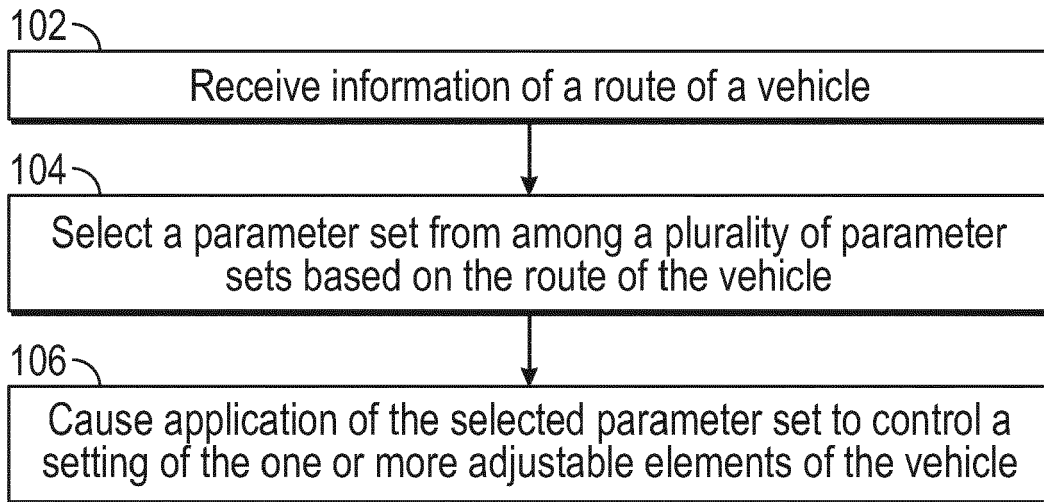 102
Receive information of a route of a vehicle
104
Select a parameter set from among a plurality of parameter
sets based on the route of the vehicle
106
Cause application of the selected parameter set to control a
setting of the one or more adjustable elements of the vehicle